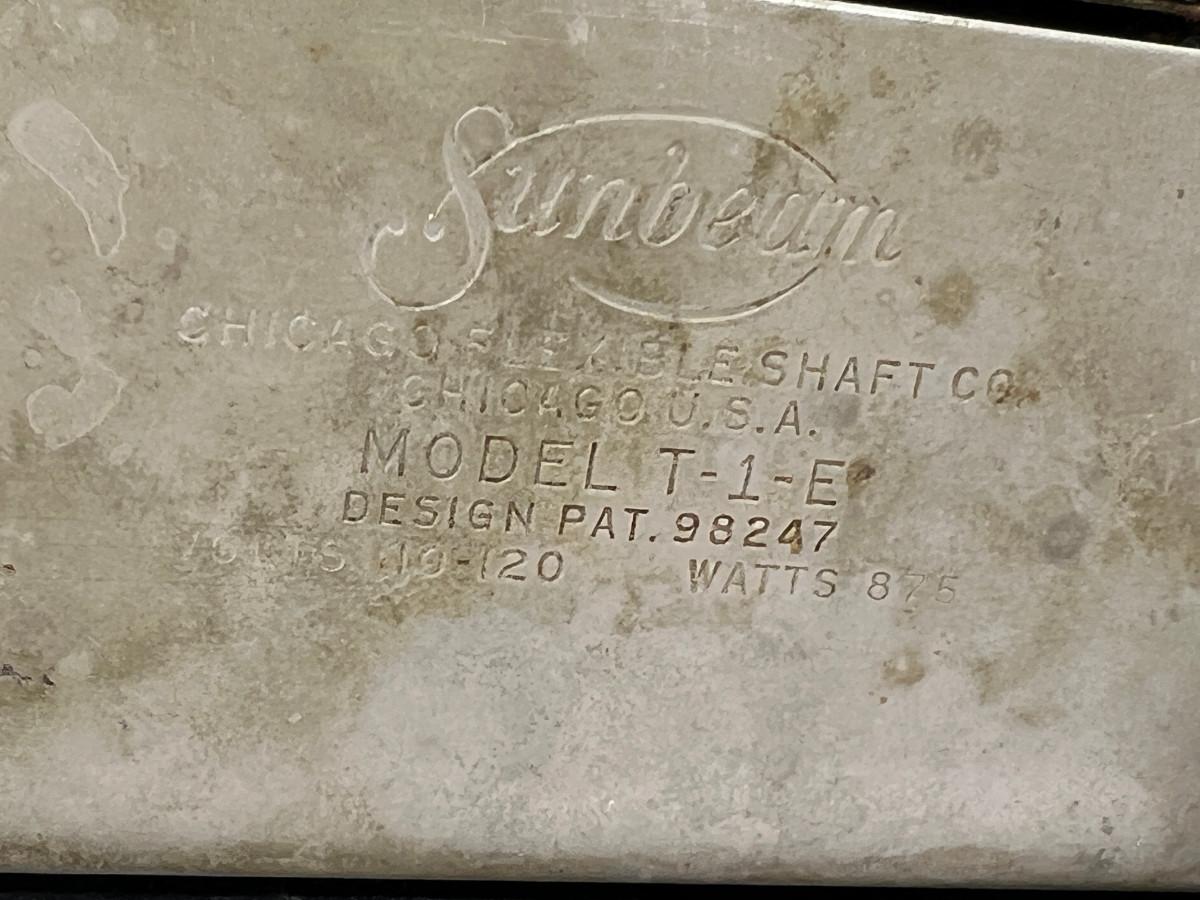 Sunbeam
CHICAGO FLEXIBLE SHAFT CO.
CHICAGO U.S.A.
MODEL T-1-E
DESIGN PAT. 98247
VOLTS 110-120 WATTS 875